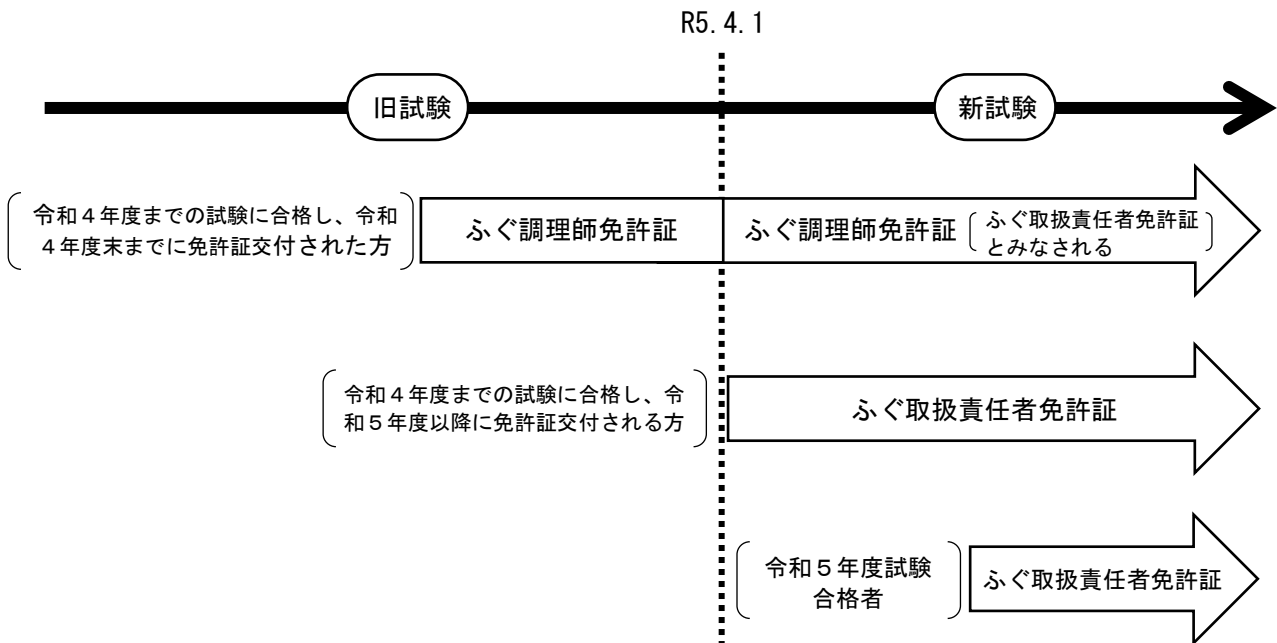 R5.4.1
旧試験
新試験
令和４年度までの試験に合格し、令和
４年度末までに免許証交付された方
ふぐ調理師免許証
ふぐ調理師免許証
ふぐ取扱責任者免許証
とみなされる
令和４年度までの試験に合格し、令
和５年度以降に免許証交付される方
ふぐ取扱責任者免許証
令和５年度試験
合格者
ふぐ取扱責任者免許証